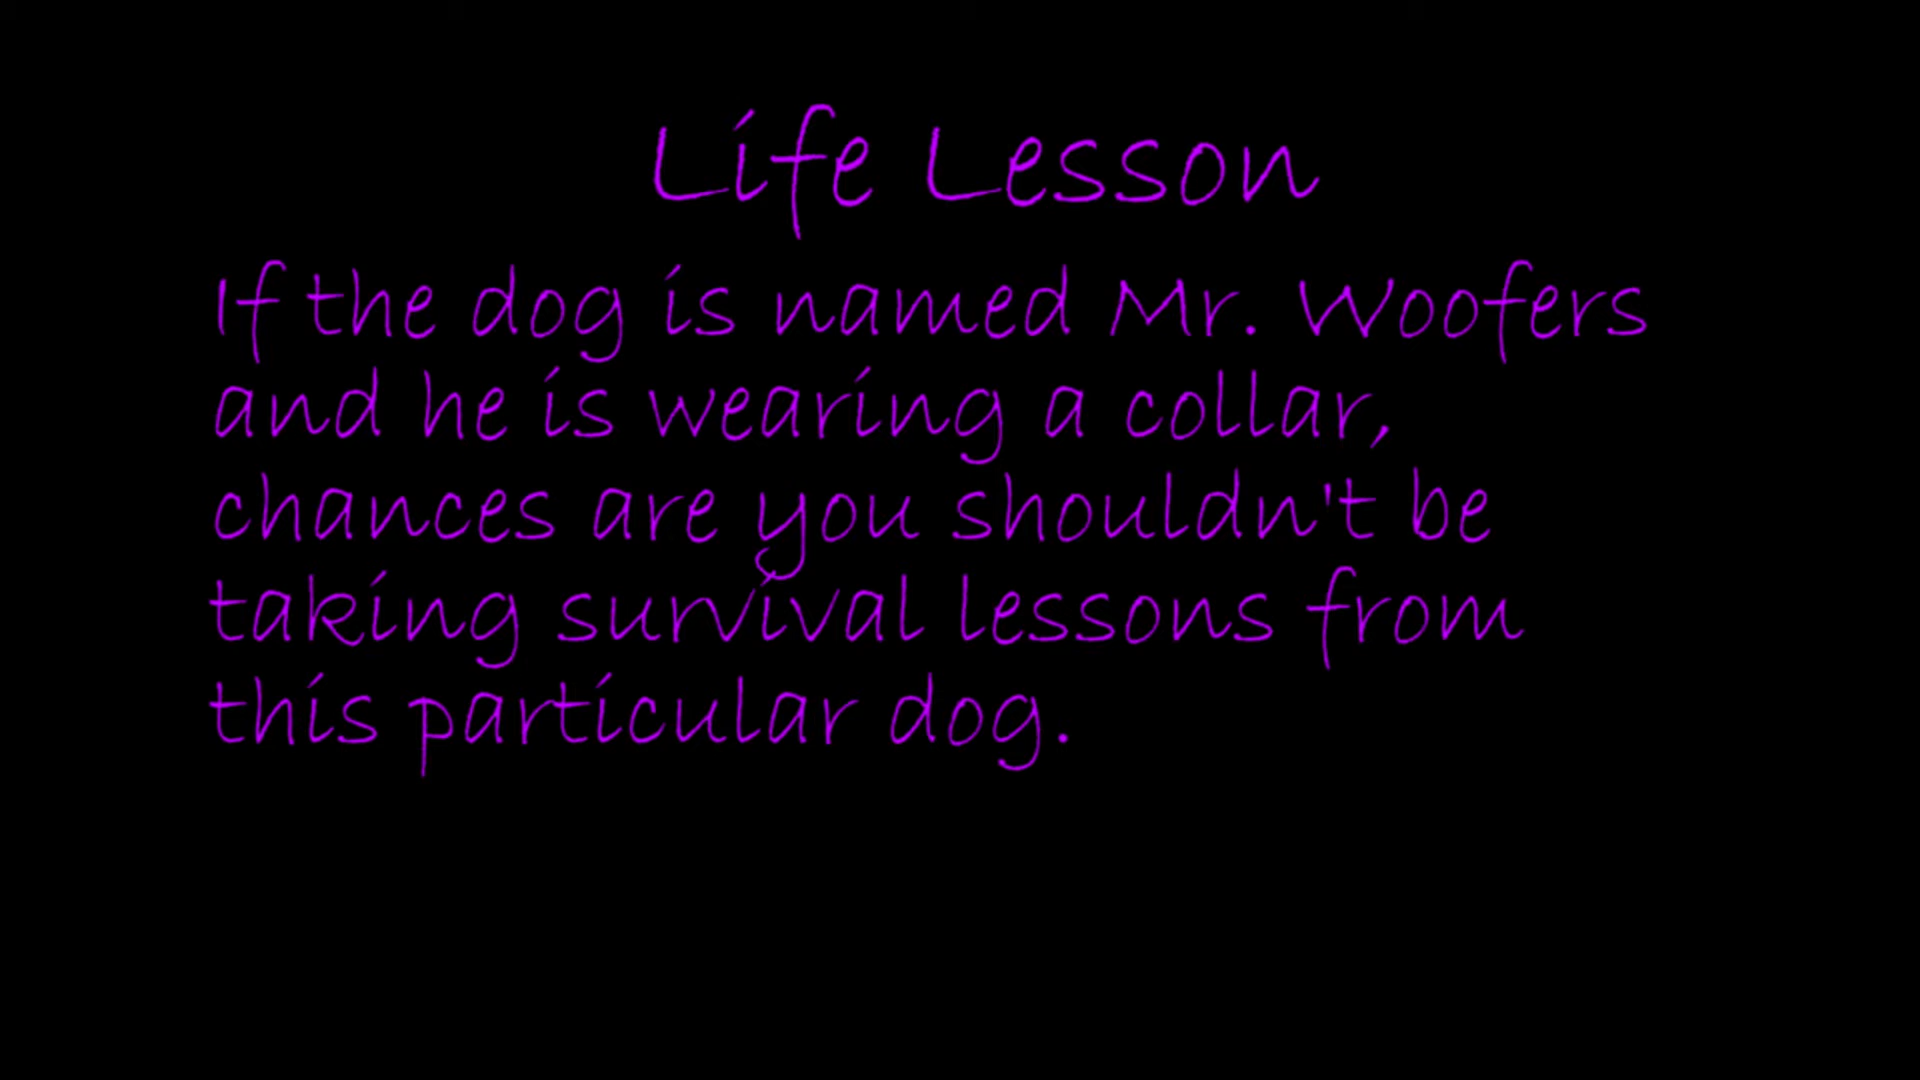 Life Lesson
If the dog is named Mr. Woofers
and he is wearing a collar,
chances are you shouldn't be
taking survival lessons from
this particular dog.